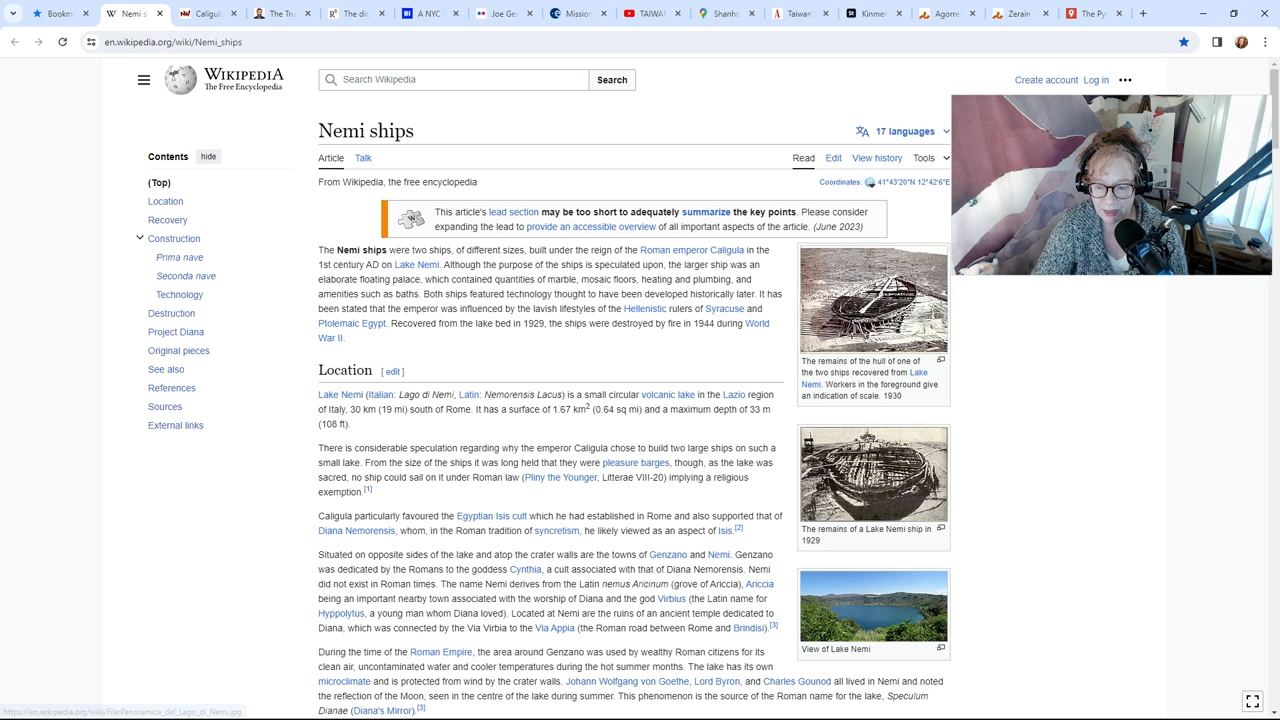 Bookmar
Nemi sh
Caligula
The Tru
The dic
A NYC
Joe Ger
Mission
TAIWA
Shanho
Taiwan
Kinmer
Agorre
Zerain
The Py
en.wikipedia.org/wiki/Nemi_ships
WIKIPEDIA
The Free Encyclopedia
Search Wikipedia
Search
Create account Log in
Nemi ships
17 languages
Article Talk
Read Edit View history Tools
From Wikipedia, the free encyclopedia
Coordinates: 41°43′20″N 12°42′6″E
Contents hide
(Top)
Location
Recovery
Construction
Prima nave
Seconda nave
Technology
Destruction
Project Diana
Original pieces
See also
References
Sources
External links
This article's lead section may be too short to adequately summarize the key points. Please consider
expanding the lead to provide an accessible overview of all important aspects of the article. (June 2023)
The Nemi ships were two ships, of different sizes, built under the reign of the Roman emperor Caligula in the
1st century AD on Lake Nemi. Although the purpose of the ships is speculated upon, the larger ship was an
elaborate floating palace, which contained quantities of marble, mosaic floors, heating and plumbing, and
amenities such as baths. Both ships featured technology thought to have been developed historically later. It has
been stated that the emperor was influenced by the lavish lifestyles of the Hellenistic rulers of Syracuse and
Ptolemaic Egypt. Recovered from the lake bed in 1929, the ships were destroyed by fire in 1944 during World
War II.
Location [ edit ]
Lake Nemi (Italian: Lago di Nemi, Latin: Nemorensis Lacus) is a small circular volcanic lake in the Lazio region
of Italy, 30 km (19 mi) south of Rome. It has a surface of 1.67 km2 (0.64 sq mi) and a maximum depth of 33 m
(108 ft).
There is considerable speculation regarding why the emperor Caligula chose to build two large ships on such a
small lake. From the size of the ships it was long held that they were pleasure barges, though, as the lake was
sacred, no ship could sail on it under Roman law (Pliny the Younger, Litterae VIII-20) implying a religious
exemption.[1]
Caligula particularly favoured the Egyptian Isis cult which he had established in Rome and also supported that of
Diana Nemorensis, whom, in the Roman tradition of syncretism, he likely viewed as an aspect of Isis.[2]
Situated on opposite sides of the lake and atop the crater walls are the towns of Genzano and Nemi. Genzano
was dedicated by the Romans to the goddess Cynthia, a cult associated with that of Diana Nemorensis. Nemi
did not exist in Roman times. The name Nemi derives from the Latin nemus Aricinum (grove of Ariccia), Ariccia
being an important nearby town associated with the worship of Diana and the god Virbius (the Latin name for
Hyppolytus, a young man whom Diana loved). Located at Nemi are the ruins of an ancient temple dedicated to
Diana, which was connected by the Via Virbia to the Via Appia (the Roman road between Rome and Brindisi).[3]
During the time of the Roman Empire, the area around Genzano was used by wealthy Roman citizens for its
clean air, uncontaminated water and cooler temperatures during the hot summer months. The lake has its own
microclimate and is protected from wind by the crater walls. Johann Wolfgang von Goethe, Lord Byron, and Charles Gounod all lived in Nemi and noted
the reflection of the Moon, seen in the centre of the lake during summer. This phenomenon is the source of the Roman name for the lake, Speculum
Dianae (Diana's Mirror).[3]
The remains of the hull of one of
the two ships recovered from Lake
Nemi. Workers in the foreground give
an indication of scale. 1930
The remains of a Lake Nemi ship in
1929
View of Lake Nemi
https://en.wikipedia.org/wiki/File:Panoramica_del_Lago_di_Nemi.jpg